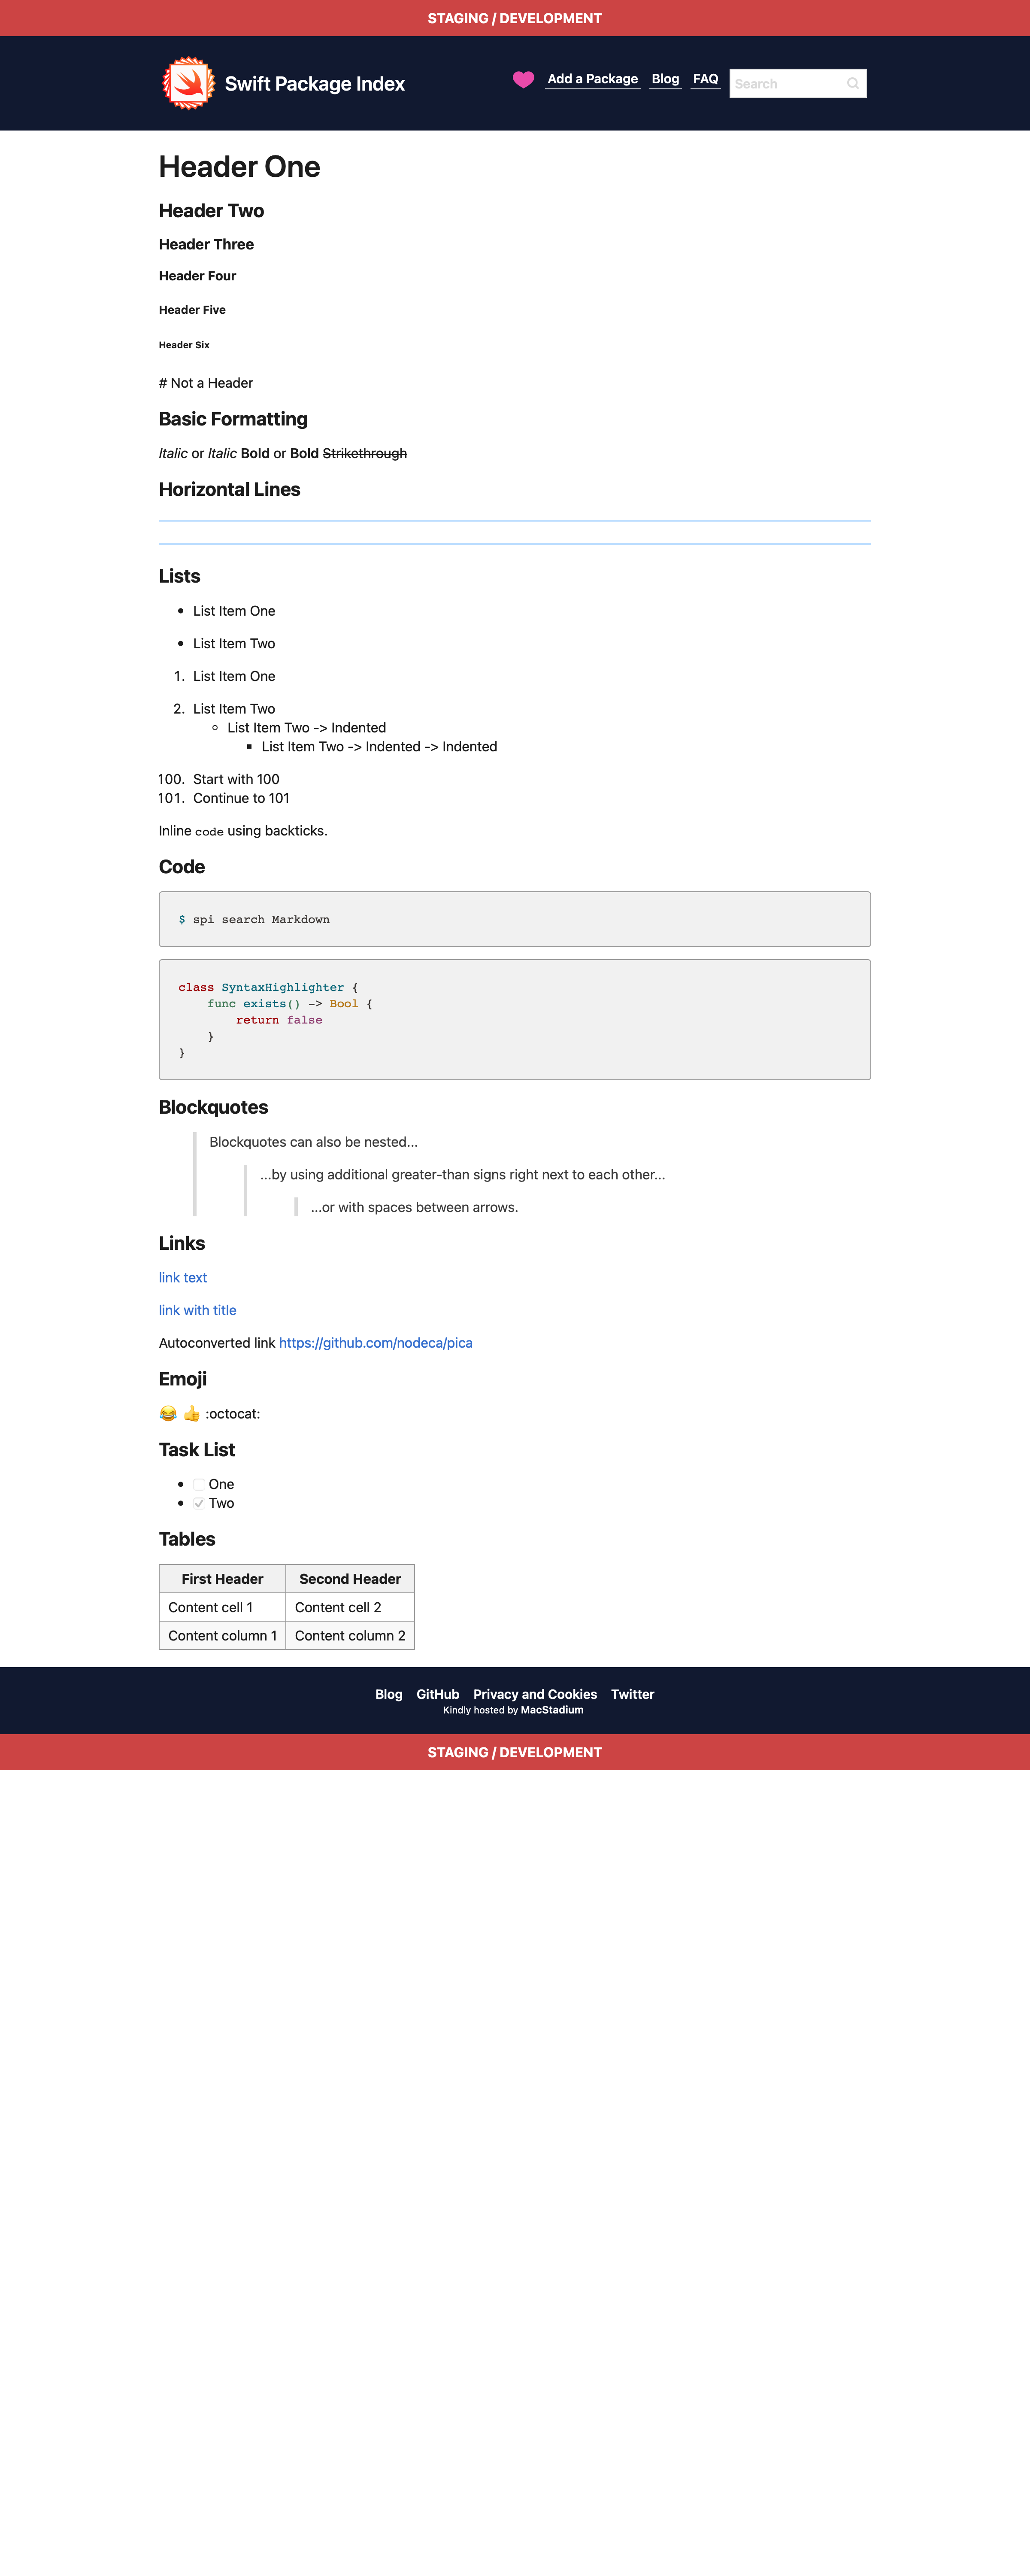 STAGING / DEVELOPMENT
Swift Package Index
Add a Package Blog FAQ Search
Header One
Header Two
Header Three
Header Four
Header Five
Header Six
# Not a Header
Basic Formatting
Italic or Italic Bold or Bold Strikethrough
Horizontal Lines
Lists
• List Item One
• List Item Two
1. List Item One
2. List Item Two
◦ List Item Two -> Indented
▪ List Item Two -> Indented -> Indented
100. Start with 100
101. Continue to 101
Inline code using backticks.
Code
$ spi search Markdown
class SyntaxHighlighter {
    func exists() -> Bool {
        return false
    }
}
Blockquotes
Blockquotes can also be nested...
...by using additional greater-than signs right next to each other...
...or with spaces between arrows.
Links
link text
link with title
Autoconverted link https://github.com/nodeca/pica
Emoji
😂 👍 :octocat:
Task List
• ☐ One
• ☑ Two
Tables
First Header Second Header
Content cell 1 Content cell 2
Content column 1 Content column 2
Blog GitHub Privacy and Cookies Twitter
Kindly hosted by MacStadium
STAGING / DEVELOPMENT